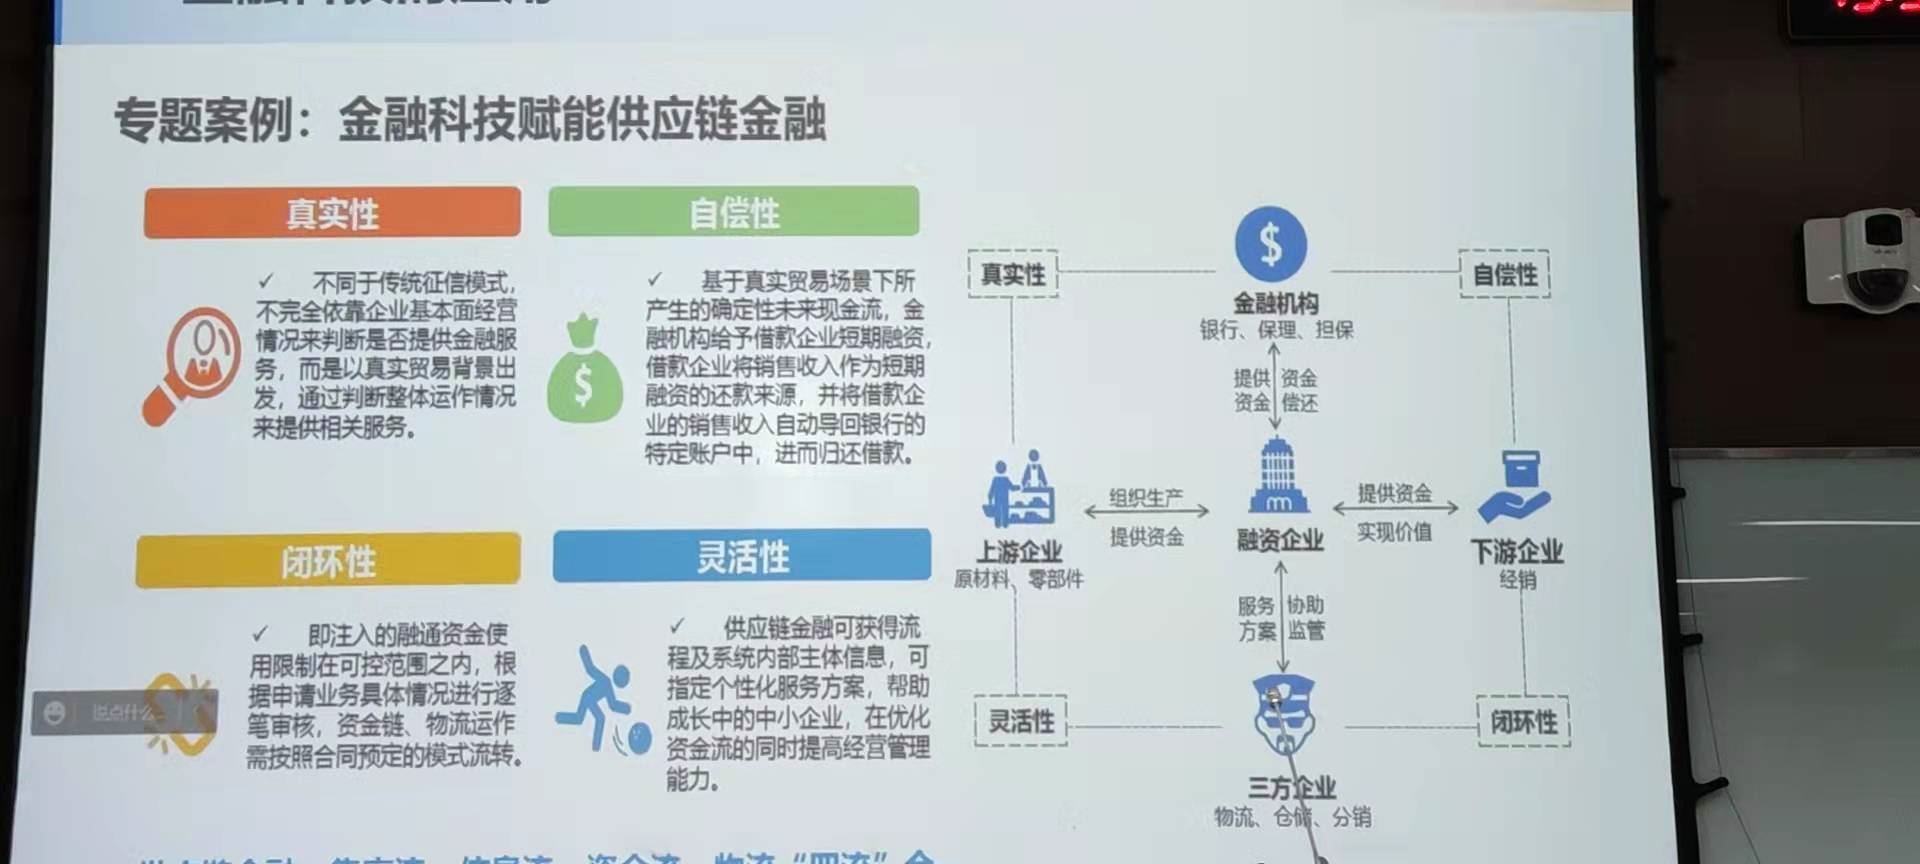 专题案例：金融科技赋能供应链金融
真实性
✓ 不同于传统征信模式，
不完全依靠企业基本面经营
情况来判断是否提供金融服
务，而是以真实贸易背景出
发，通过判断整体运作情况
来提供相关服务。
自偿性
✓ 基于真实贸易场景下所
产生的确定性未来现金流，金
融机构给予借款企业短期融资，
借款企业将销售收入作为短期
融资的还款来源，并将借款企
业的销售收入自动导回银行的
特定账户中，进而归还借款。
闭环性
✓ 即注入的融通资金使
用限制在可控范围之内，根
据申请业务具体情况进行逐
笔审核，资金链、物流运作
需按照合同预定的模式流转。
说点什么...
灵活性
✓ 供应链金融可获得流
程及系统内部主体信息，可
指定个性化服务方案，帮助
成长中的中小企业，在优化
资金流的同时提高经营管理
能力。
真实性
$
金融机构
银行、保理、担保
自偿性
提供 资金
资金 偿还
上游企业
原材料、零部件
组织生产
提供资金
融资企业
提供资金
实现价值
下游企业
经销
服务 协助
方案 监管
灵活性
闭环性
三方企业
物流、仓储、分销